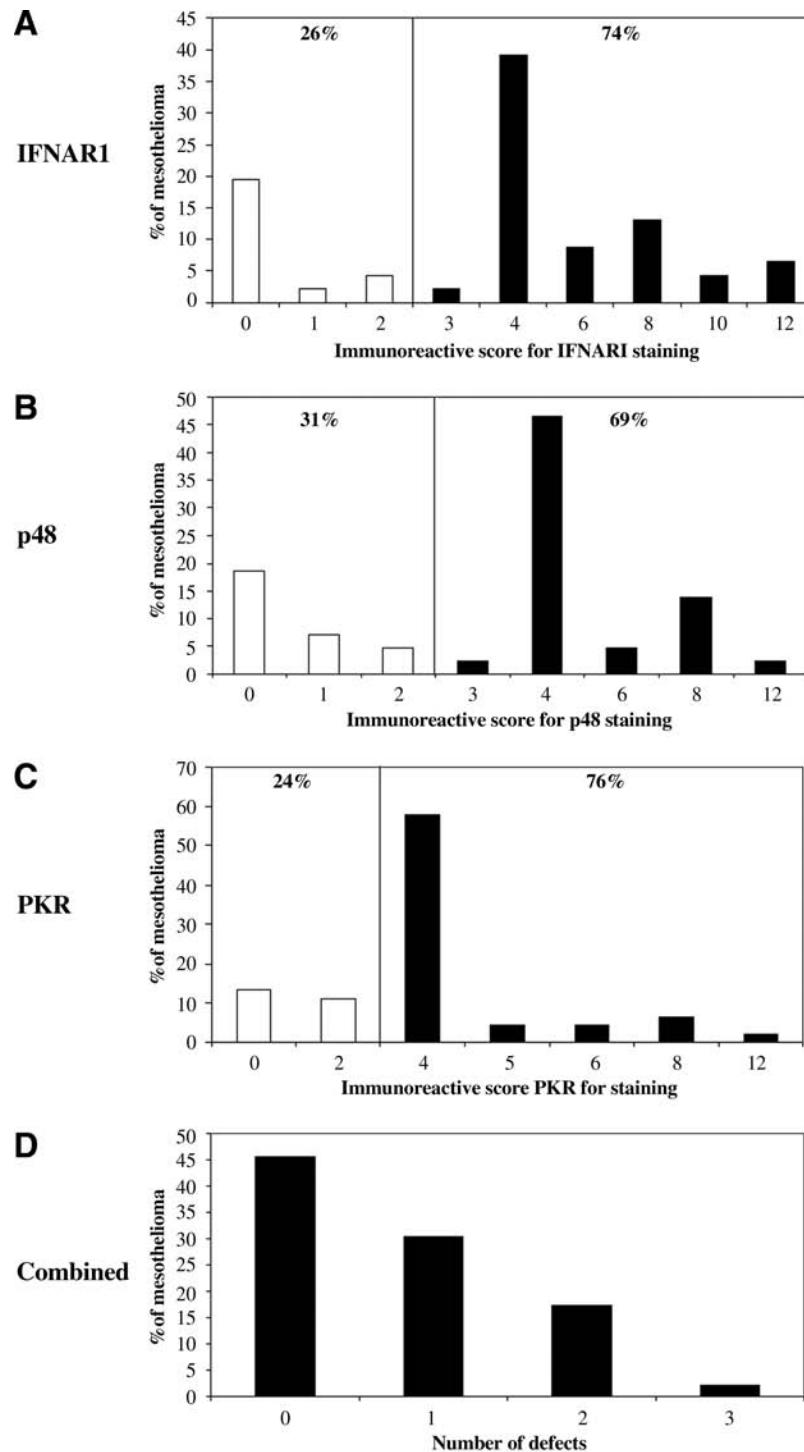 A
IFNAR1
% of mesothelioma
45
40
35
30
25
20
15
10
5
0
26%
74%
0 1 2 3 4 6 8 10 12
Immunoreactive score for IFNARI staining
B
p48
% of mesothelioma
50
45
40
35
30
25
20
15
10
5
0
31%
69%
0 1 2 3 4 6 8 12
Immunoreactive score for p48 staining
C
PKR
% of mesothelioma
70
60
50
40
30
20
10
0
24%
76%
0 2 4 5 6 8 12
Immunoreactive score PKR for staining
D
Combined
% of mesothelioma
50
45
40
35
30
25
20
15
10
5
0
0 1 2 3
Number of defects